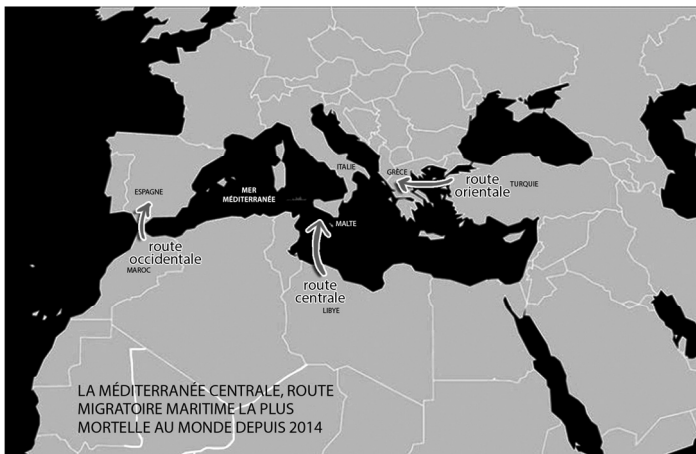 ITALIE
GRÈCE
route
orientale
TURQUIE
ESPAGNE
MER
MÉDITERRANÉE
MALTE
route
occidentale
MAROC
route
centrale
LIBYE
LA MÉDITERRANÉE CENTRALE, ROUTE
MIGRATOIRE MARITIME LA PLUS
MORTELLE AU MONDE DEPUIS 2014